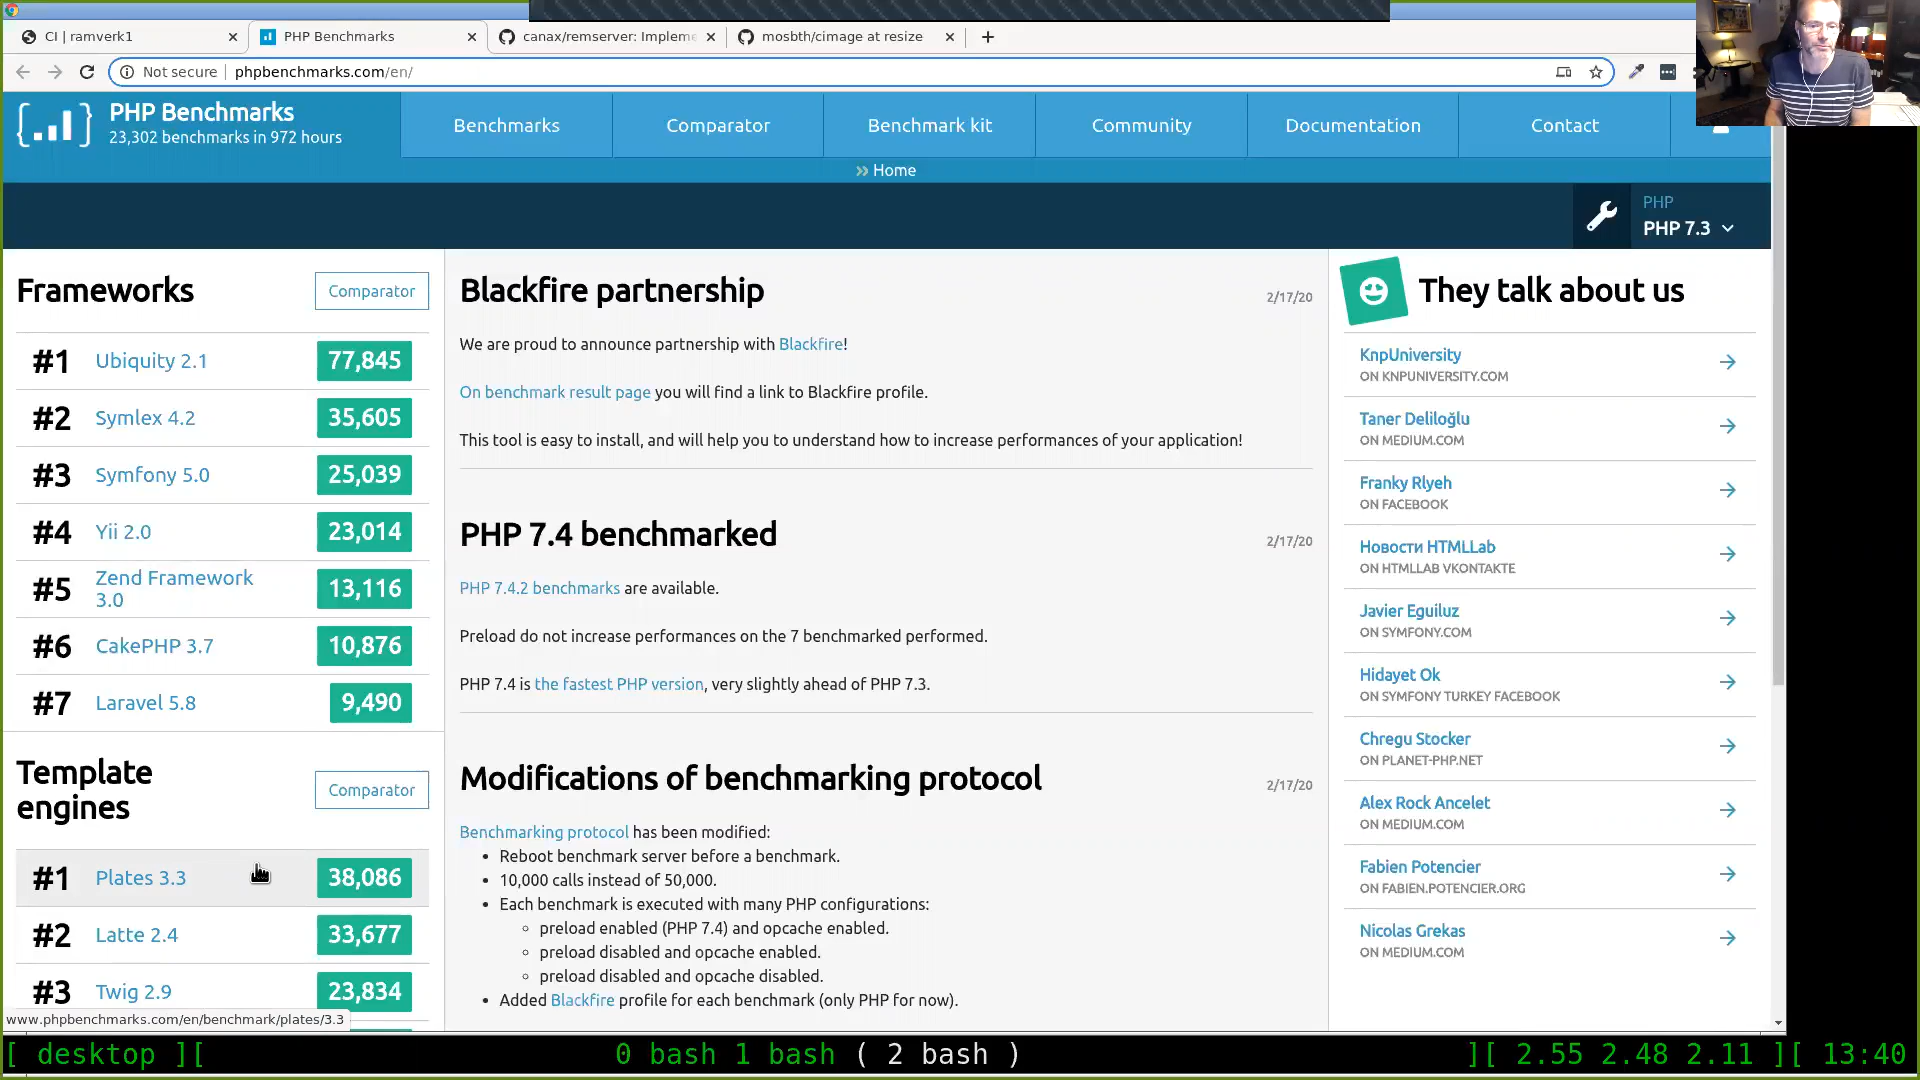 CI | ramverk1
PHP Benchmarks
canax/remserver: Impleme
mosbth/cimage at resize
Not secure | phpbenchmarks.com/en/
PHP Benchmarks
23,302 benchmarks in 972 hours
Benchmarks
Comparator
Benchmark kit
Community
Documentation
Contact
» Home
PHP
PHP 7.3
Frameworks
Comparator
#1 Ubiquity 2.1 77,845
#2 Symlex 4.2 35,605
#3 Symfony 5.0 25,039
#4 Yii 2.0 23,014
#5 Zend Framework 3.0 13,116
#6 CakePHP 3.7 10,876
#7 Laravel 5.8 9,490
Template engines
Comparator
#1 Plates 3.3 38,086
#2 Latte 2.4 33,677
#3 Twig 2.9 23,834
www.phpbenchmarks.com/en/benchmark/plates/3.3
Blackfire partnership 2/17/20
We are proud to announce partnership with Blackfire!
On benchmark result page you will find a link to Blackfire profile.
This tool is easy to install, and will help you to understand how to increase performances of your application!
PHP 7.4 benchmarked 2/17/20
PHP 7.4.2 benchmarks are available.
Preload do not increase performances on the 7 benchmarked performed.
PHP 7.4 is the fastest PHP version, very slightly ahead of PHP 7.3.
Modifications of benchmarking protocol 2/17/20
Benchmarking protocol has been modified:
• Reboot benchmark server before a benchmark.
• 10,000 calls instead of 50,000.
• Each benchmark is executed with many PHP configurations:
◦ preload enabled (PHP 7.4) and opcache enabled.
◦ preload disabled and opcache enabled.
◦ preload disabled and opcache disabled.
• Added Blackfire profile for each benchmark (only PHP for now).
They talk about us
KnpUniversity
ON KNPUNIVERSITY.COM
Taner Deliloğlu
ON MEDIUM.COM
Franky Rlyeh
ON FACEBOOK
Новости HTMLLab
ON HTMLLAB VKONTAKTE
Javier Eguiluz
ON SYMFONY.COM
Hidayet Ok
ON SYMFONY TURKEY FACEBOOK
Chregu Stocker
ON PLANET-PHP.NET
Alex Rock Ancelet
ON MEDIUM.COM
Fabien Potencier
ON FABIEN.POTENCIER.ORG
Nicolas Grekas
ON MEDIUM.COM
[ desktop ][ 0 bash 1 bash ( 2 bash ) ][ 2.55 2.48 2.11 ][ 13:40